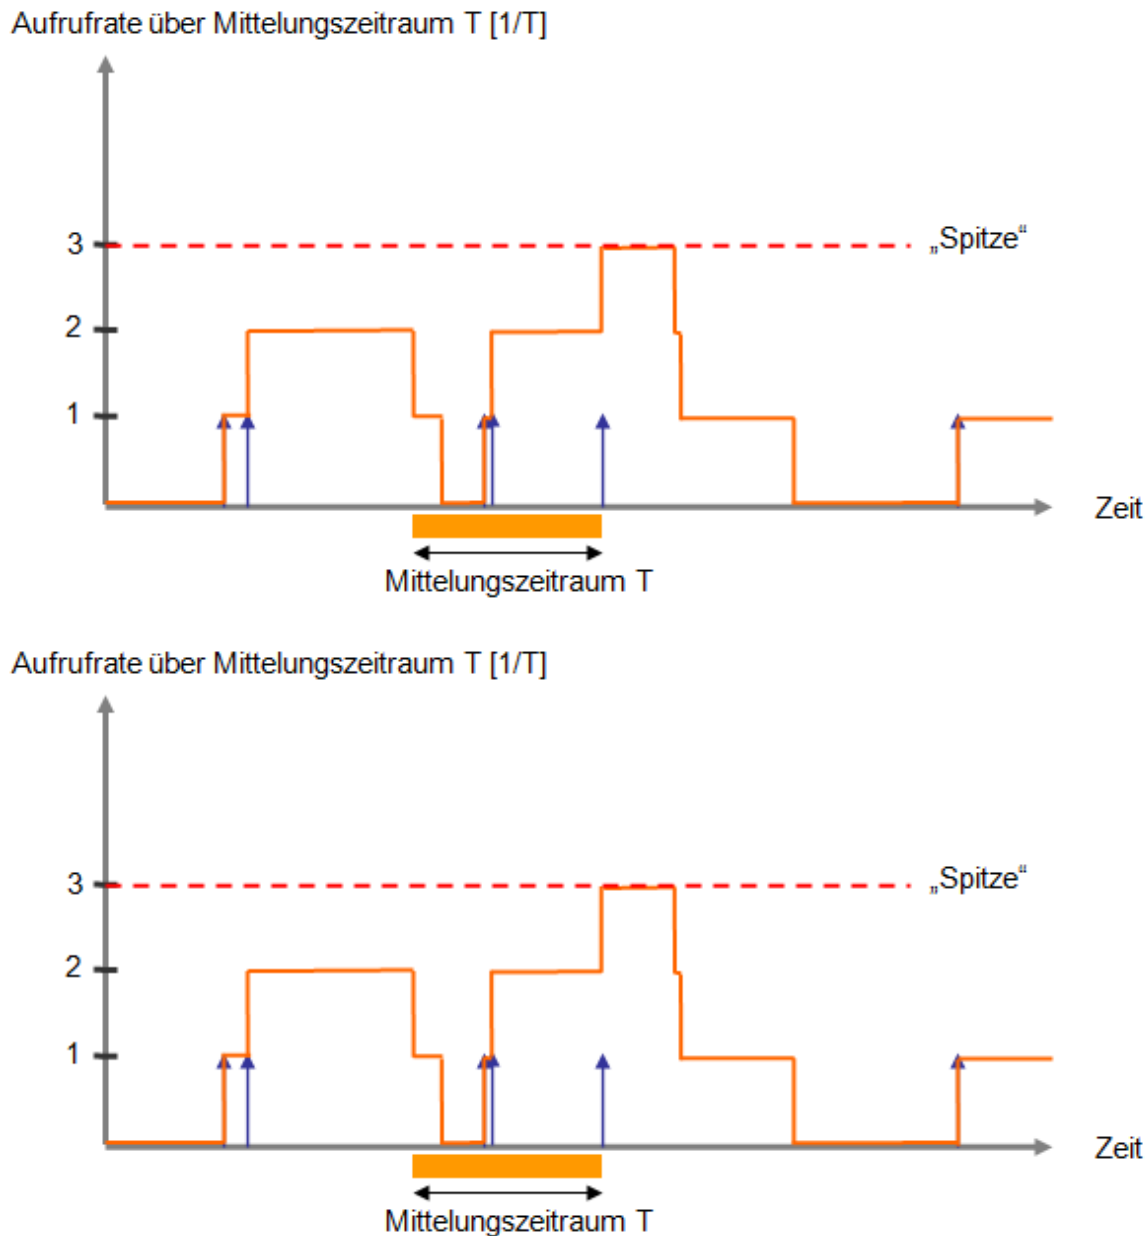 Aufrufrate über Mittelungszeitraum T [1/T]
3
„Spitze“
2
1
Zeit
Mittelungszeitraum T
Aufrufrate über Mittelungszeitraum T [1/T]
3
„Spitze“
2
1
Zeit
Mittelungszeitraum T